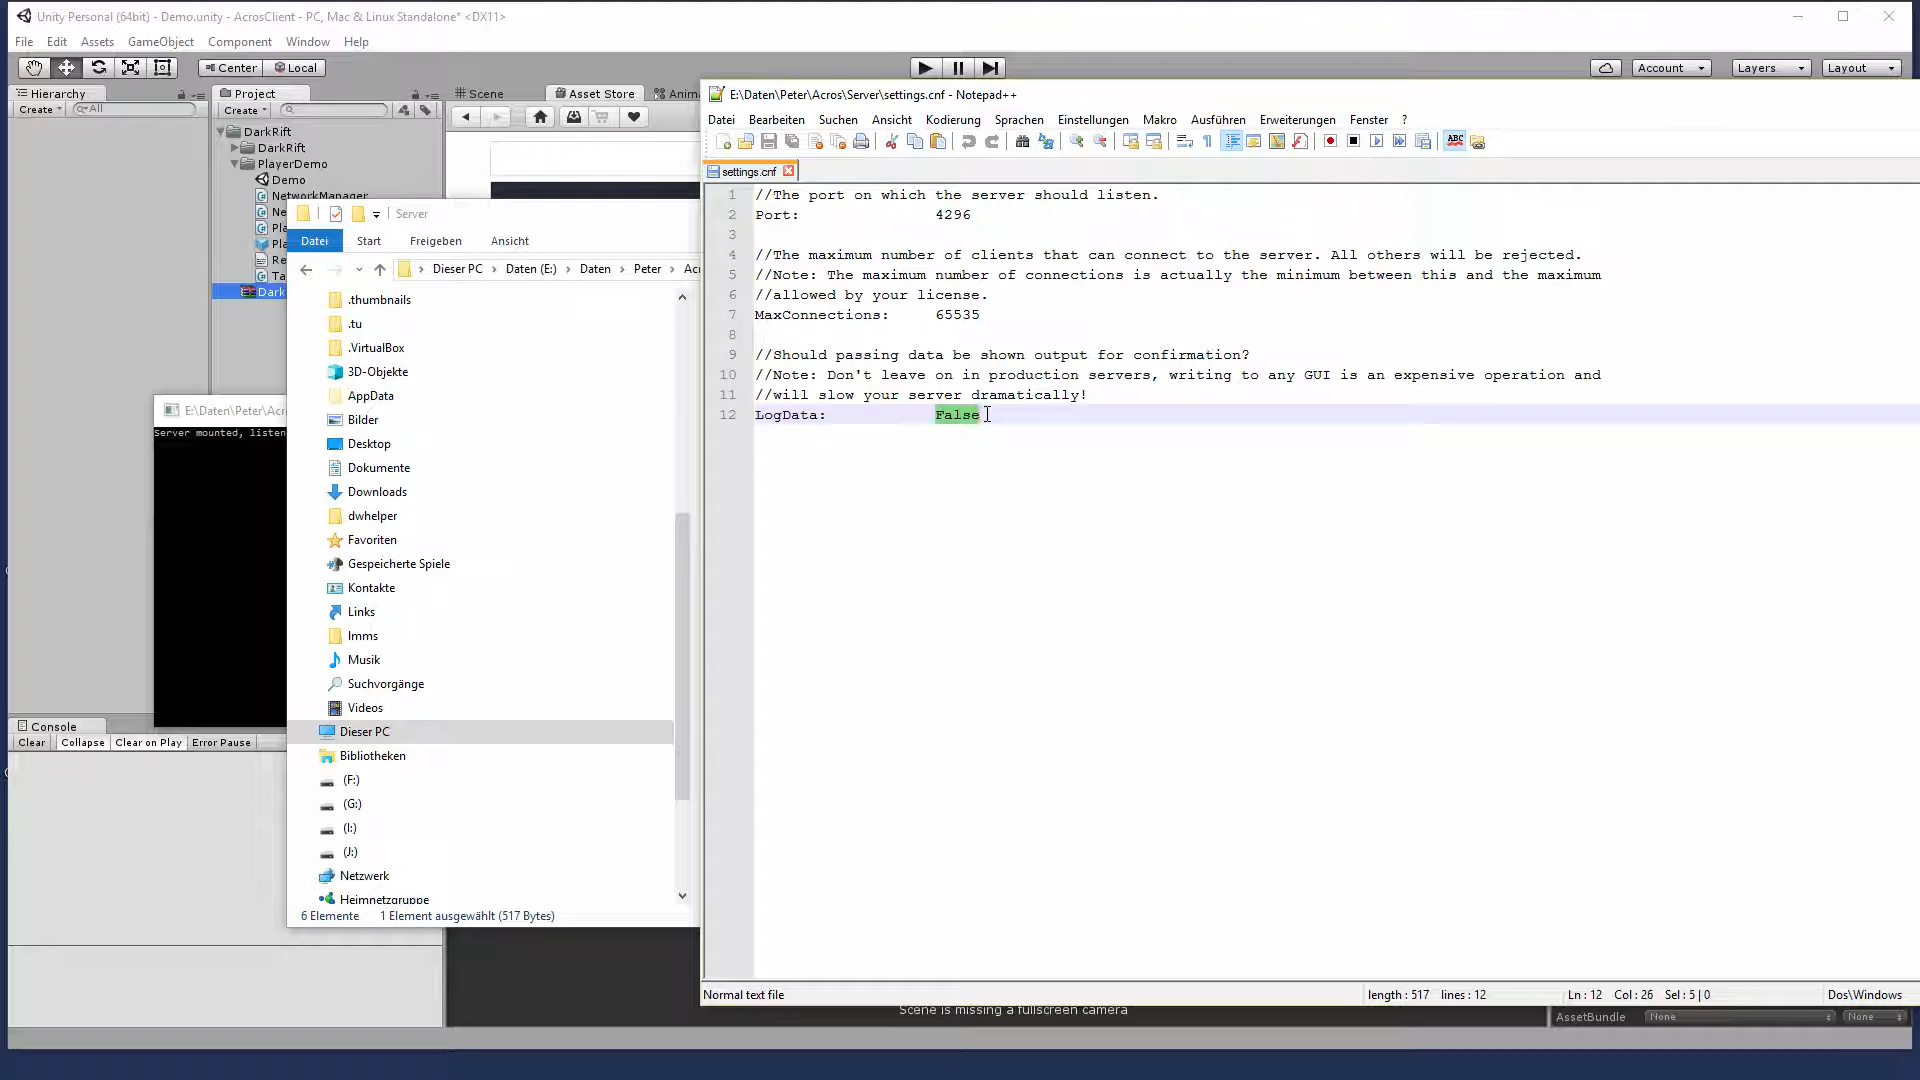 Unity Personal (64bit) - Demo.unity - AcrosClient - PC, Mac & Linux Standalone* <DX11>
File Edit Assets GameObject Component Window Help
Center Local
Account Layers Layout
Hierarchy
Create All
Project
Create
Scene Asset Store
DarkRift
DarkRift
PlayerDemo
Demo
NetworkManager
E:\Daten\Peter\Ac
Server mounted, listen
Console
Clear Collapse Clear on Play Error Pause
Server
Datei Start Freigeben Ansicht
Dieser PC Daten (E:) Daten Peter
.thumbnails
.tu
.VirtualBox
3D-Objekte
AppData
Bilder
Desktop
Dokumente
Downloads
dwhelper
Favoriten
Gespeicherte Spiele
Kontakte
Links
Musik
Suchvorgänge
Videos
Dieser PC
Bibliotheken
(F:)
(G:)
(I:)
(J:)
Netzwerk
Heimnetzgruppe
6 Elemente 1 Element ausgewählt (517 Bytes)
E:\Daten\Peter\Acros\Server\settings.cnf - Notepad++
Datei Bearbeiten Suchen Ansicht Kodierung Sprachen Einstellungen Makro Ausführen Erweiterungen Fenster ?
settings.cnf
1 //The port on which the server should listen.
2 Port: 4296
3
4 //The maximum number of clients that can connect to the server. All others will be rejected.
5 //Note: The maximum number of connections is actually the minimum between this and the maximum
6 //allowed by your license.
7 MaxConnections: 65535
8
9 //Should passing data be shown output for confirmation?
10 //Note: Don't leave on in production servers, writing to any GUI is an expensive operation and
11 //will slow your server dramatically!
12 LogData: False
Normal text file length : 517 lines : 12 Ln : 12 Col : 26 Sel : 5 | 0 Dos\Windows
Scene is missing a fullscreen camera
AssetBundle None None